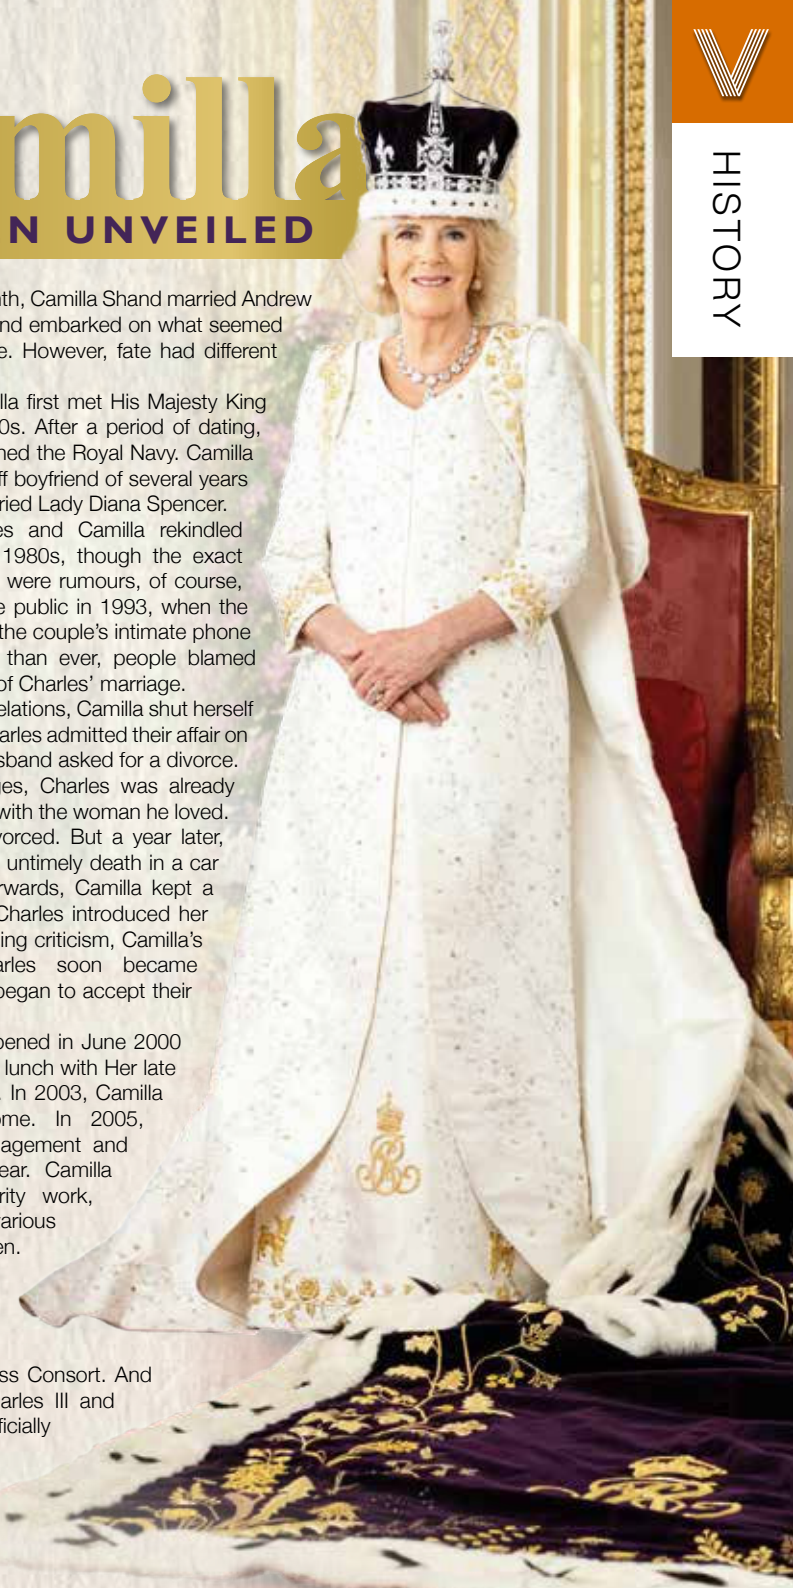 milla
N UNVEILED
V
HISTORY
nth, Camilla Shand married Andrew
nd embarked on what seemed
e. However, fate had different
lla first met His Majesty King
0s. After a period of dating,
ned the Royal Navy. Camilla
ff boyfriend of several years
ried Lady Diana Spencer.
es and Camilla rekindled
1980s, though the exact
were rumours, of course,
e public in 1993, when the
the couple's intimate phone
than ever, people blamed
of Charles' marriage.
elations, Camilla shut herself
arles admitted their affair on
sband asked for a divorce.
es, Charles was already
with the woman he loved.
vorced. But a year later,
untimely death in a car
rwards, Camilla kept a
Charles introduced her
ing criticism, Camilla's
arles soon became
began to accept their
pened in June 2000
lunch with Her late
. In 2003, Camilla
ome. In 2005,
agement and
ear. Camilla
rity work,
arious
en.
ss Consort. And
arles III and
ficially